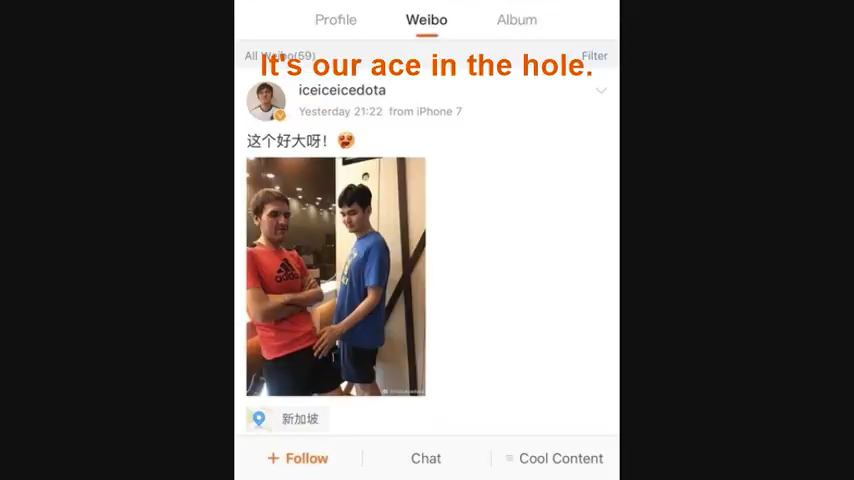 Profile Weibo Album
All Weibo(59) Filter
It's our ace in the hole.
iceiceicedota
Yesterday 21:22 from iPhone 7
这个好大呀！
adidas
新加坡
+ Follow Chat Cool Content